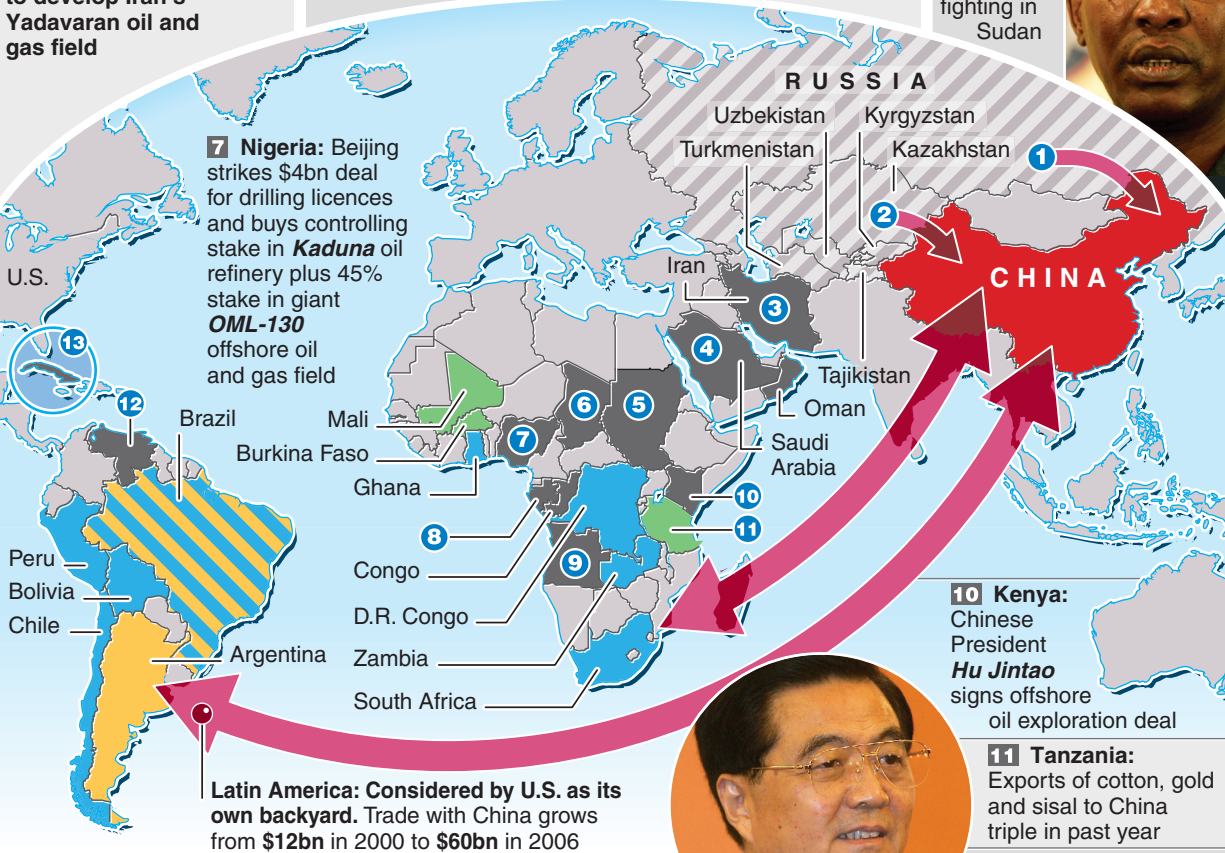 to develop Iran's
Yadavaran oil and
gas field
fighting in
Sudan
RUSSIA
Uzbekistan
Kyrgyzstan
Turkmenistan
Kazakhstan
1
2
7 Nigeria: Beijing
strikes $4bn deal
for drilling licences
and buys controlling
stake in Kaduna oil
refinery plus 45%
stake in giant
OML-130
offshore oil
and gas field
U.S.
Iran
CHINA
3
4
13
Tajikistan
Oman
Saudi
Arabia
12
Brazil
Mali
6
5
7
Burkina Faso
Ghana
10
11
8
9
Peru
Bolivia
Chile
Congo
D.R. Congo
Zambia
South Africa
Argentina
10 Kenya:
Chinese
President
Hu Jintao
signs offshore
oil exploration deal
11 Tanzania:
Exports of cotton, gold
and sisal to China
triple in past year
Latin America: Considered by U.S. as its
own backyard. Trade with China grows
from $12bn in 2000 to $60bn in 2006